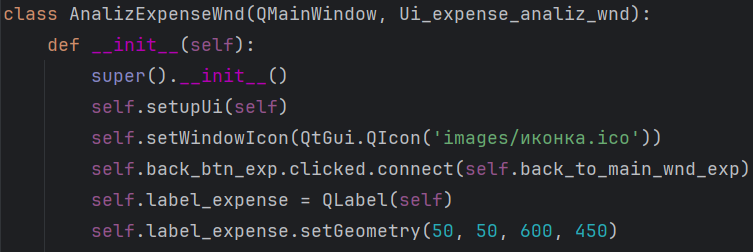 class AnalizExpenseWnd(QMainWindow, Ui_expense_analiz_wnd):
    def __init__(self):
        super().__init__()
        self.setupUi(self)
        self.setWindowIcon(QtGui.QIcon('images/иконка.ico'))
        self.back_btn_exp.clicked.connect(self.back_to_main_wnd_exp)
        self.label_expense = QLabel(self)
        self.label_expense.setGeometry(50, 50, 600, 450)